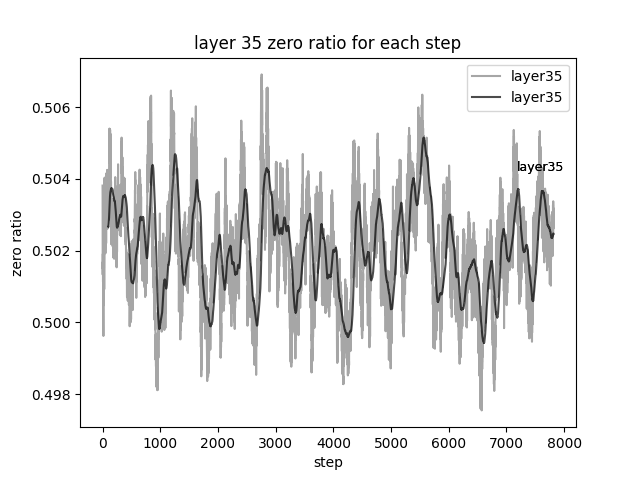 layer 35 zero ratio for each step
layer35
layer35
layer35
zero ratio
0.506
0.504
0.502
0.500
0.498
0 1000 2000 3000 4000 5000 6000 7000 8000
step